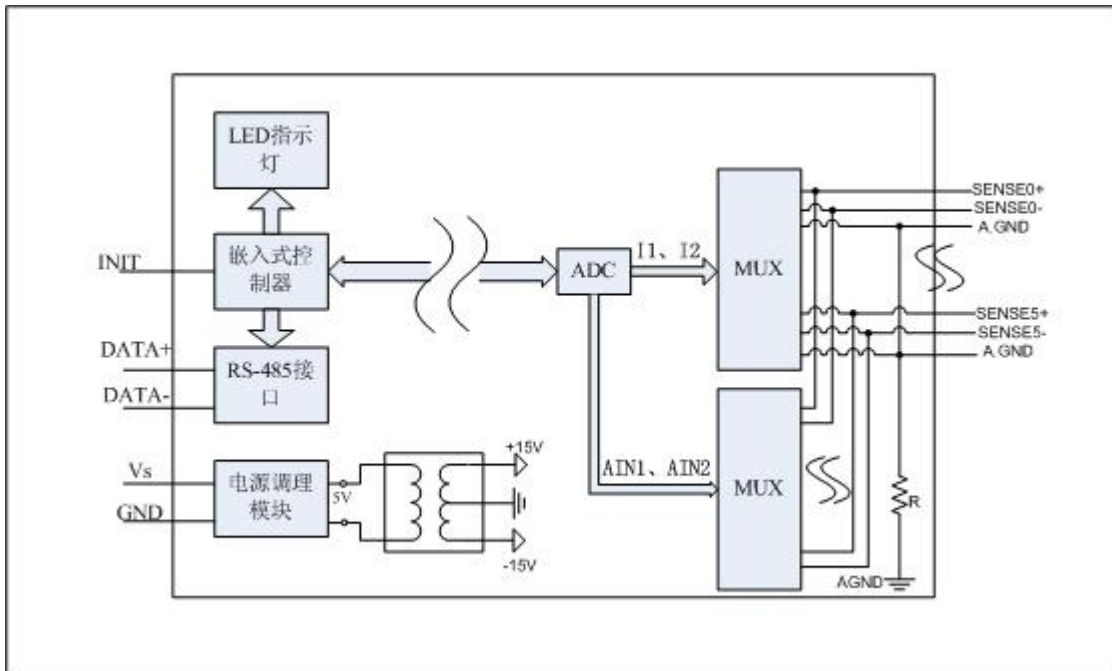 LED指示
灯
INIT
嵌入式控
制器
DATA+
DATA-
RS-485接
口
Vs
GND
电源调理
模块
5V
+15V
-15V
ADC
I1、I2
AIN1、AIN2
MUX
MUX
SENSE0+
SENSE0-
A.GND
SENSE5+
SENSE5-
A.GND
R
AGND